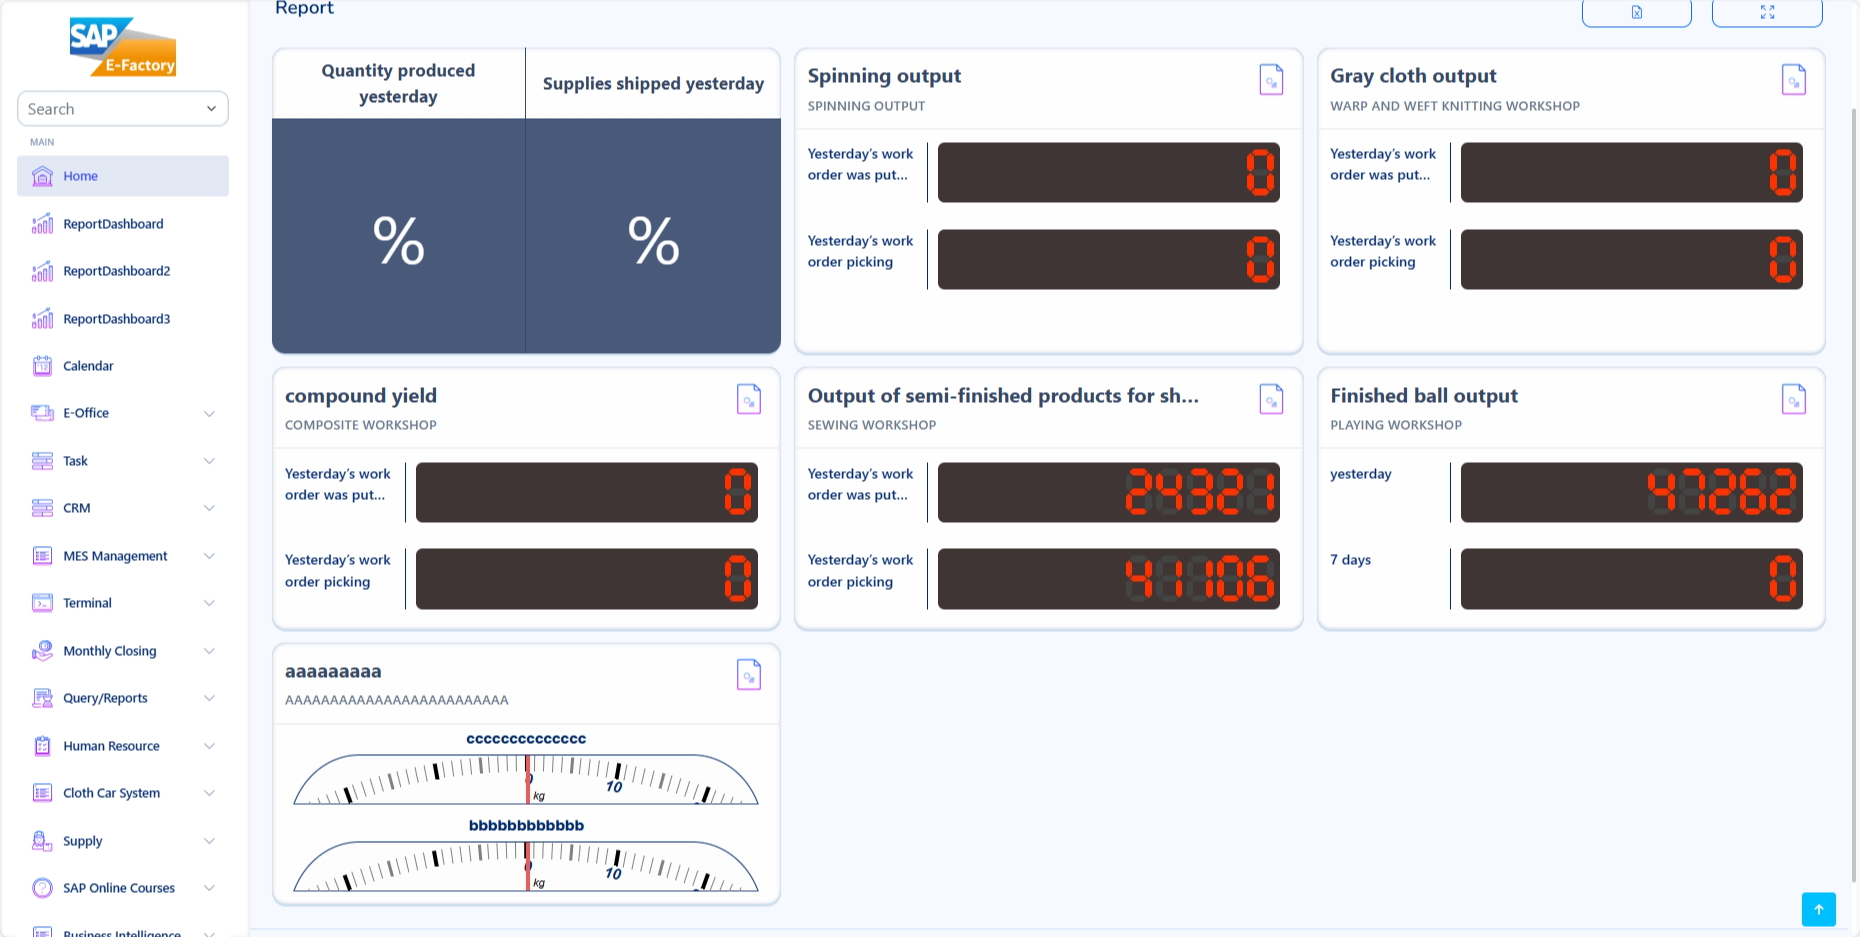 SAP
E-Factory
Search
MAIN
Home
ReportDashboard
ReportDashboard2
ReportDashboard3
Calendar
E-Office
Task
CRM
MES Management
Terminal
Monthly Closing
Query/Reports
Human Resource
Cloth Car System
Supply
SAP Online Courses
Business Intelligence
Report
Quantity produced
yesterday
%
Supplies shipped yesterday
%
Spinning output
SPINNING OUTPUT
Yesterday's work
order was put...
0
Yesterday's work
order picking
0
Gray cloth output
WARP AND WEFT KNITTING WORKSHOP
Yesterday's work
order was put...
0
Yesterday's work
order picking
0
compound yield
COMPOSITE WORKSHOP
Yesterday's work
order was put...
0
Yesterday's work
order picking
0
Output of semi-finished products for sh...
SEWING WORKSHOP
Yesterday's work
order was put...
24321
Yesterday's work
order picking
41106
Finished ball output
PLAYING WORKSHOP
yesterday
47262
7 days
0
aaaaaaaaa
AAAAAAAAAAAAAAAAAAAAAAAAA
cccccccccccccc
0 10
kg
bbbbbbbbbbbb
0 10
kg